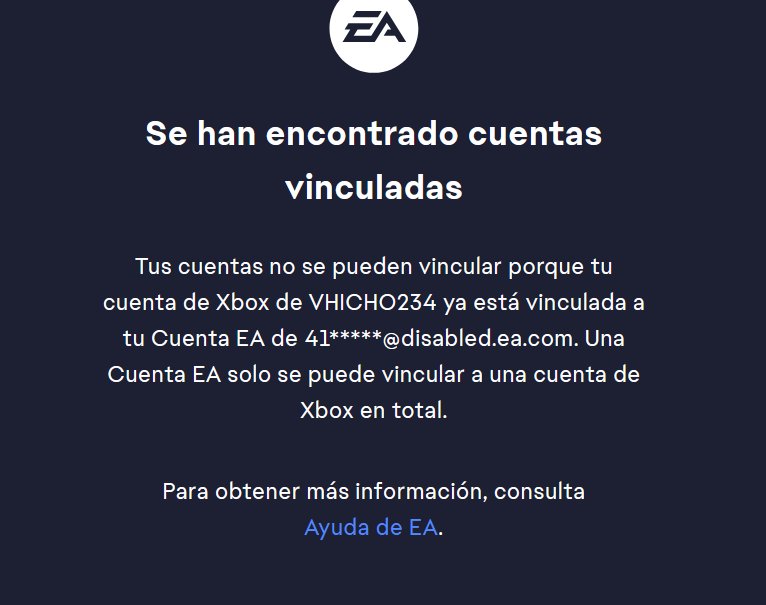 EA
Se han encontrado cuentas
vinculadas
Tus cuentas no se pueden vincular porque tu
cuenta de Xbox de VHICHO234 ya está vinculada a
tu Cuenta EA de 41*****@disabled.ea.com. Una
Cuenta EA solo se puede vincular a una cuenta de
Xbox en total.
Para obtener más información, consulta
Ayuda de EA.